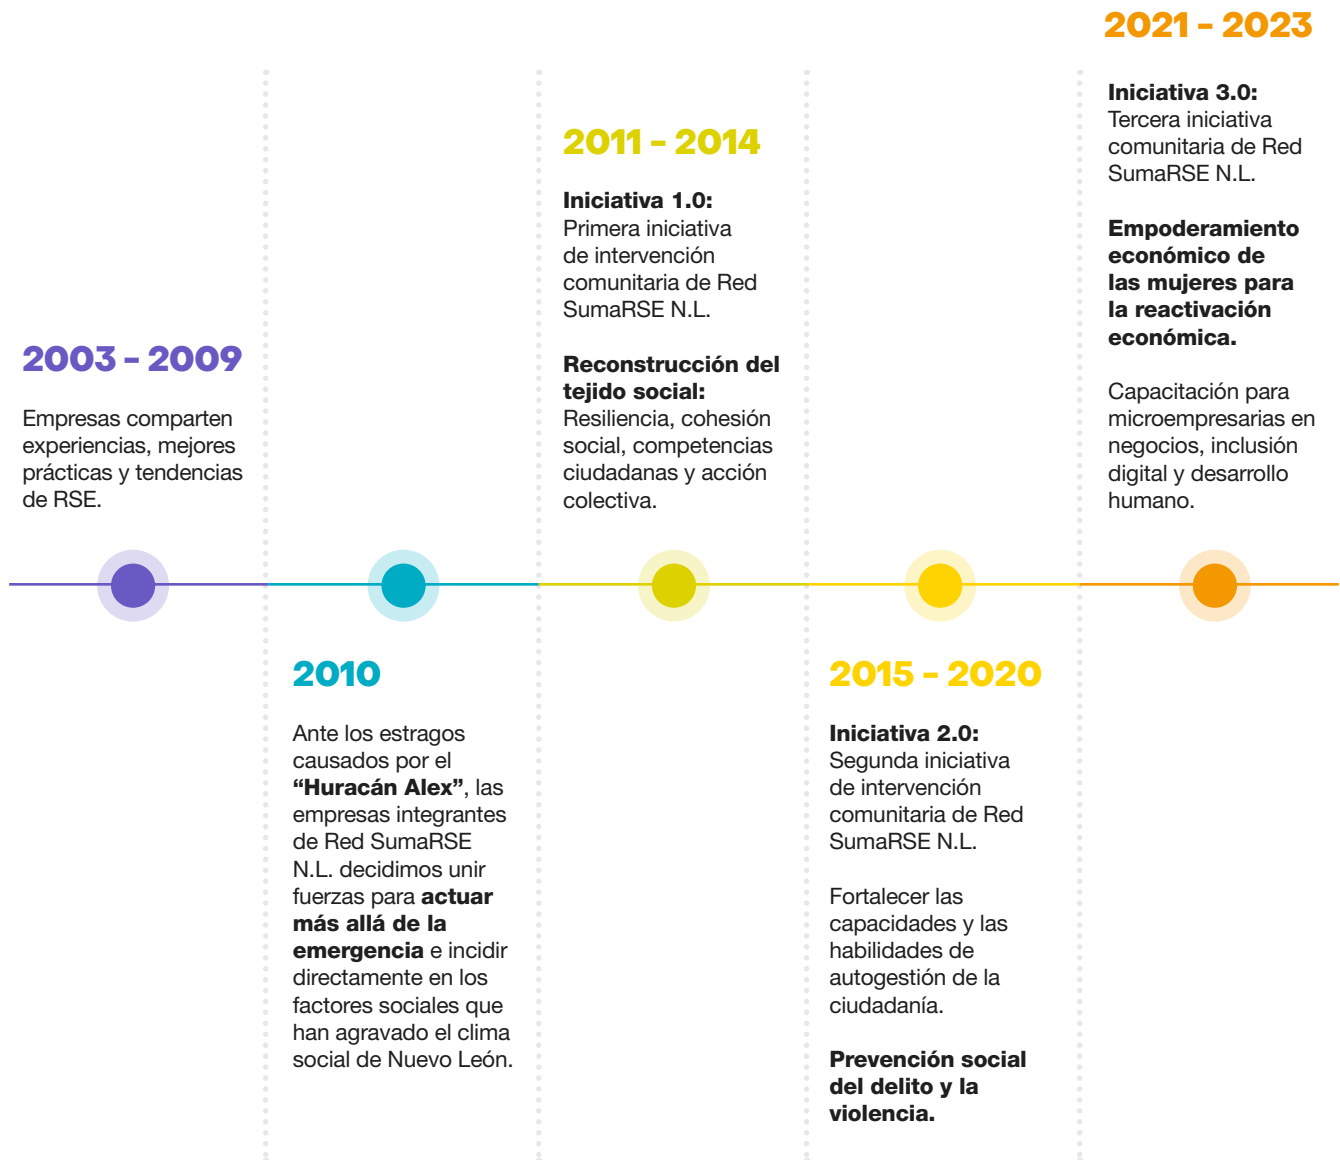 2003 – 2009
Empresas comparten
experiencias, mejores
prácticas y tendencias
de RSE.
2010
Ante los estragos
causados por el
“Huracán Alex”, las
empresas integrantes
de Red SumaRSE
N.L. decidimos unir
fuerzas para actuar
más allá de la
emergencia e incidir
directamente en los
factores sociales que
han agravado el clima
social de Nuevo León.
2011 – 2014
Iniciativa 1.0:
Primera iniciativa
de intervención
comunitaria de Red
SumaRSE N.L.
Reconstrucción del
tejido social:
Resiliencia, cohesión
social, competencias
ciudadanas y acción
colectiva.
2015 – 2020
Iniciativa 2.0:
Segunda iniciativa
de intervención
comunitaria de Red
SumaRSE N.L.
Fortalecer las
capacidades y las
habilidades de
autogestión de la
ciudadanía.
Prevención social
del delito y la
violencia.
2021 – 2023
Iniciativa 3.0:
Tercera iniciativa
comunitaria de Red
SumaRSE N.L.
Empoderamiento
económico de
las mujeres para
la reactivación
económica.
Capacitación para
microempresarias en
negocios, inclusión
digital y desarrollo
humano.